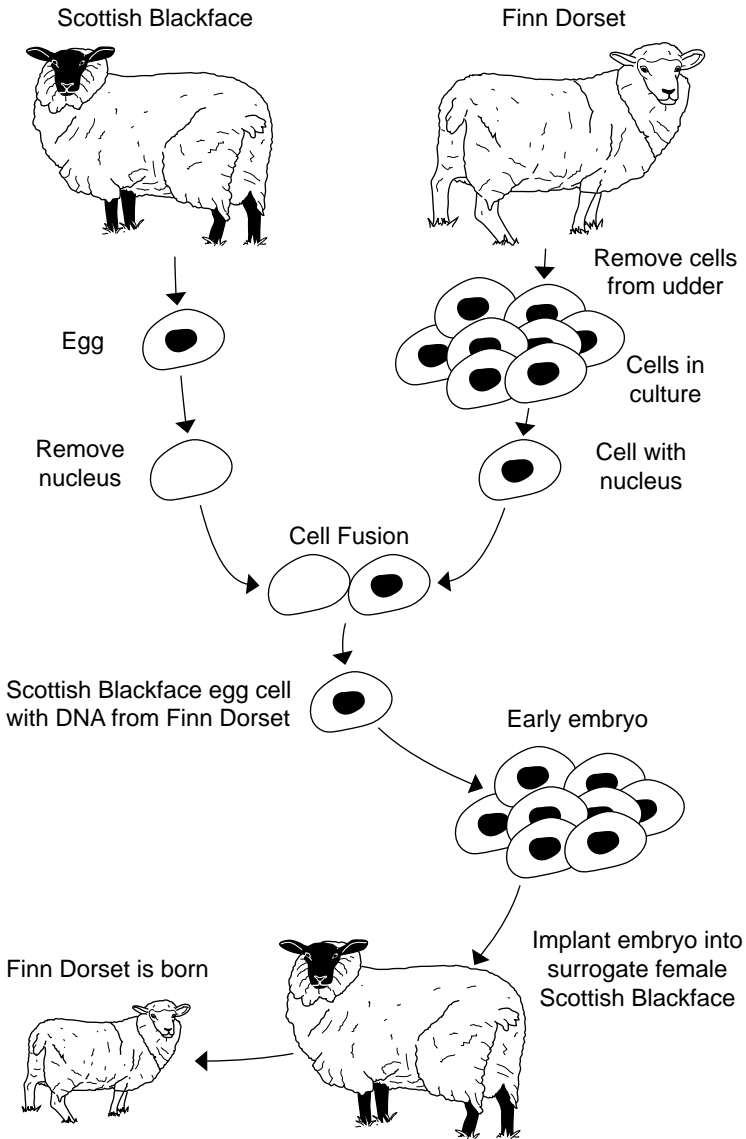 Scottish Blackface
Finn Dorset
Remove cells
from udder
Egg
Cells in
culture
Remove
nucleus
Cell with
nucleus
Cell Fusion
Scottish Blackface egg cell
with DNA from Finn Dorset
Early embryo
Implant embryo into
surrogate female
Scottish Blackface
Finn Dorset is born